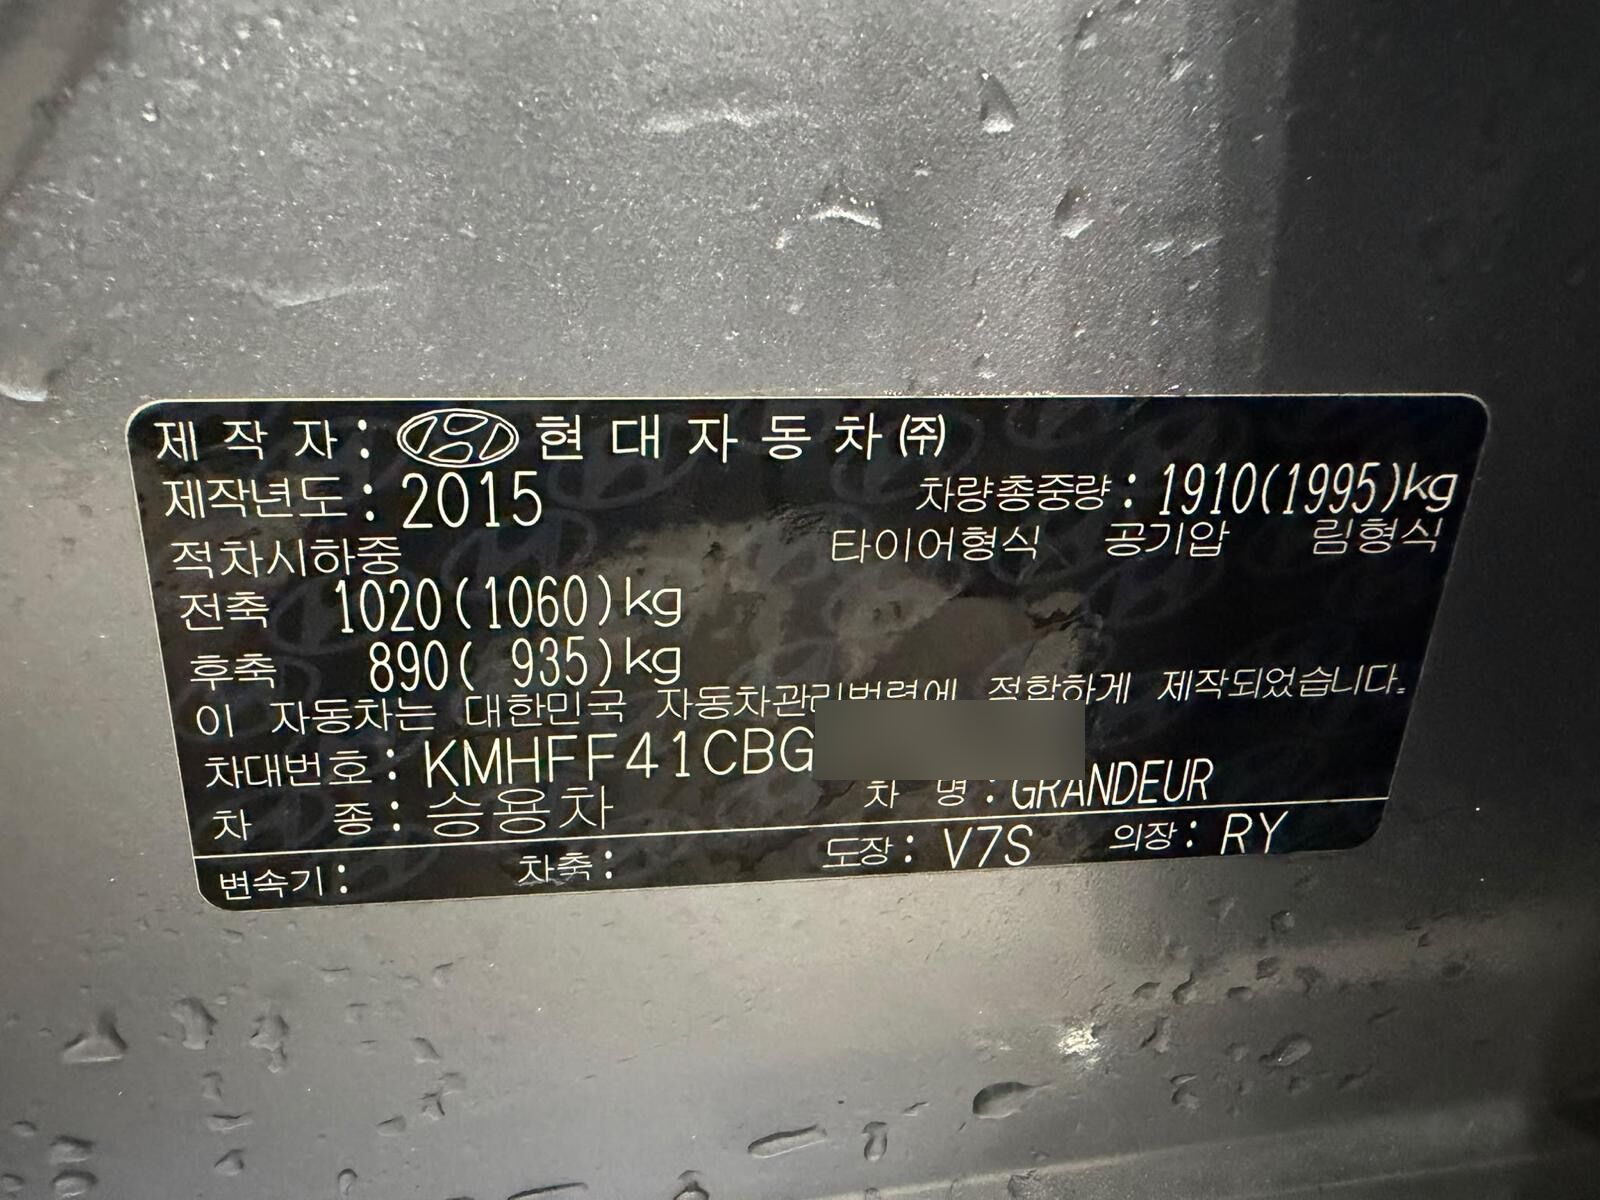 제 작 자 : 현 대 자 동 차 ㈜
제작년도 : 2015 차량총중량 : 1910(1995)kg
적차시하중 타이어형식 공기압 림형식
전축 1020(1060)kg
후축 890( 935)kg
이 자동차는 대한민국 자동차관리법령에 적합하게 제작되었습니다.
차대번호 : KMHFF41CBG
차 종 : 승용차 차 명 : GRANDEUR
변속기 : 차축 : 도장 : V7S 의장 : RY